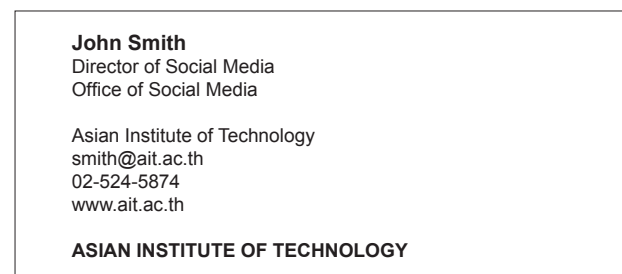 John Smith
Director of Social Media
Office of Social Media
Asian Institute of Technology
smith@ait.ac.th
02-524-5874
www.ait.ac.th
ASIAN INSTITUTE OF TECHNOLOGY